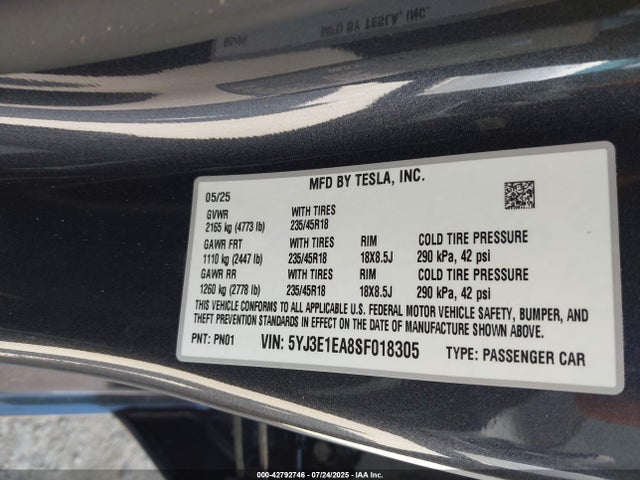 MFD BY TESLA, INC.
05/25
GVWR WITH TIRES
2165 kg (4773 lb) 235/45R18
GAWR FRT WITH TIRES RIM COLD TIRE PRESSURE
1110 kg (2447 lb) 235/45R18 18X8.5J 290 kPa, 42 psi
GAWR RR WITH TIRES RIM COLD TIRE PRESSURE
1260 kg (2778 lb) 235/45R18 18X8.5J 290 kPa, 42 psi
THIS VEHICLE CONFORMS TO ALL APPLICABLE U.S. FEDERAL MOTOR VEHICLE SAFETY, BUMPER, AND
THEFT PREVENTION STANDARDS IN EFFECT ON THE DATE OF MANUFACTURE SHOWN ABOVE.
PNT: PN01 VIN: 5YJ3E1EA8SF018305 TYPE: PASSENGER CAR
000-42792746 - 07/24/2025 - IAA Inc.